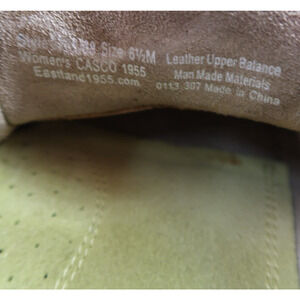 Size 6½M
Women's CASCO 1955
Eastland1955.com
Leather Upper Balance
Man Made Materials
0113 307 Made in China